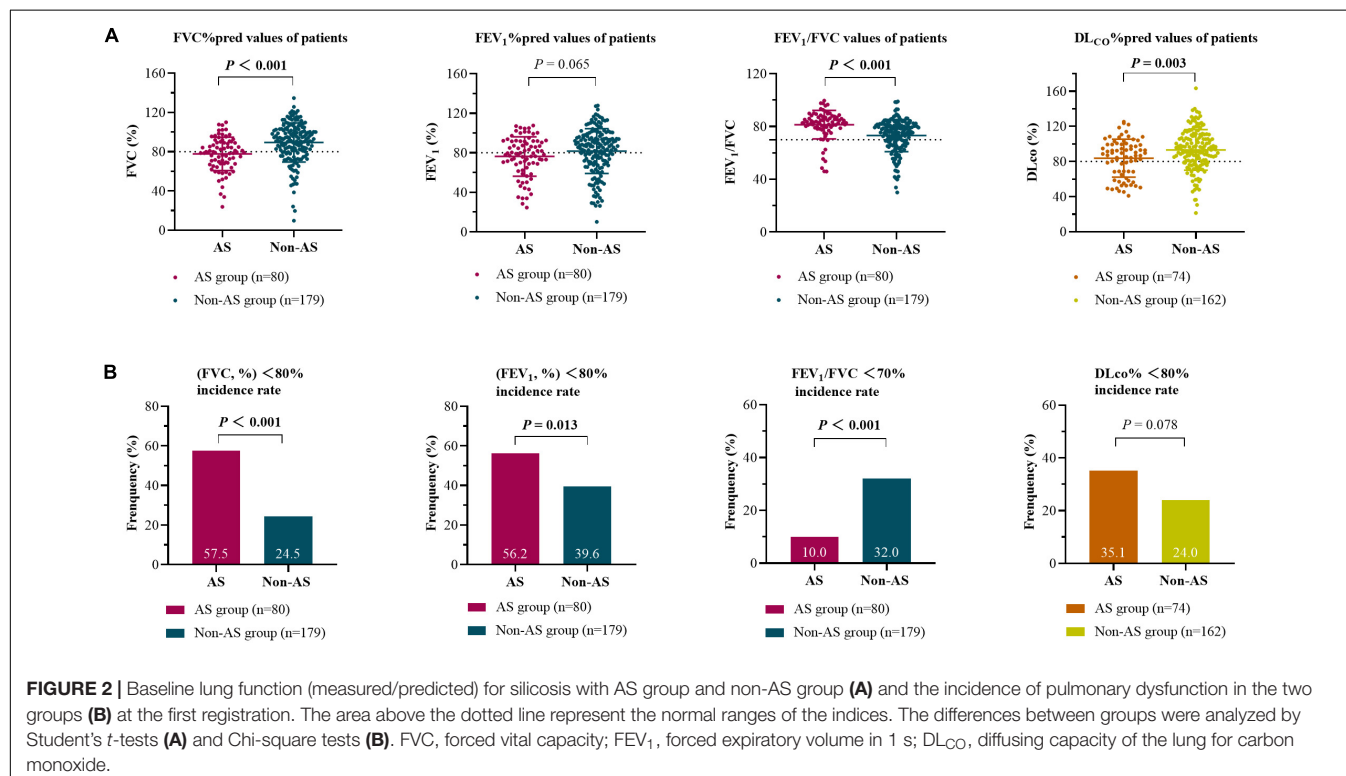 A
FVC%pred values of patients
P < 0.001
FVC (%)
160
120
80
40
0
AS Non-AS
AS group (n=80)
Non-AS group (n=179)
FEV₁%pred values of patients
P = 0.065
FEV₁ (%)
160
120
80
40
0
AS Non-AS
AS group (n=80)
Non-AS group (n=179)
FEV₁/FVC values of patients
P < 0.001
FEV₁/FVC
120
80
40
0
AS Non-AS
AS group (n=80)
Non-AS group (n=179)
DL_CO%pred values of patients
P = 0.003
DLco (%)
160
120
80
40
0
AS Non-AS
AS group (n=74)
Non-AS group (n=162)
B
(FVC, %) <80%
incidence rate
P < 0.001
Frenquency (%)
80
60
40
20
0
57.5 24.5
AS Non-AS
AS group (n=80)
Non-AS group (n=179)
(FEV₁, %) <80%
incidence rate
P = 0.013
Frenquency (%)
80
60
40
20
0
56.2 39.6
AS Non-AS
AS group (n=80)
Non-AS group (n=179)
FEV₁/FVC <70%
incidence rate
P < 0.001
Frenquency (%)
60
40
20
0
10.0 32.0
AS Non-AS
AS group (n=80)
Non-AS group (n=179)
DLco% <80%
incidence rate
P = 0.078
Frenquency (%)
60
40
20
0
35.1 24.0
AS Non-AS
AS group (n=74)
Non-AS group (n=162)
FIGURE 2 | Baseline lung function (measured/predicted) for silicosis with AS group and non-AS group (A) and the incidence of pulmonary dysfunction in the two
groups (B) at the first registration. The area above the dotted line represent the normal ranges of the indices. The differences between groups were analyzed by
Student's t-tests (A) and Chi-square tests (B). FVC, forced vital capacity; FEV₁, forced expiratory volume in 1 s; DL_CO, diffusing capacity of the lung for carbon
monoxide.